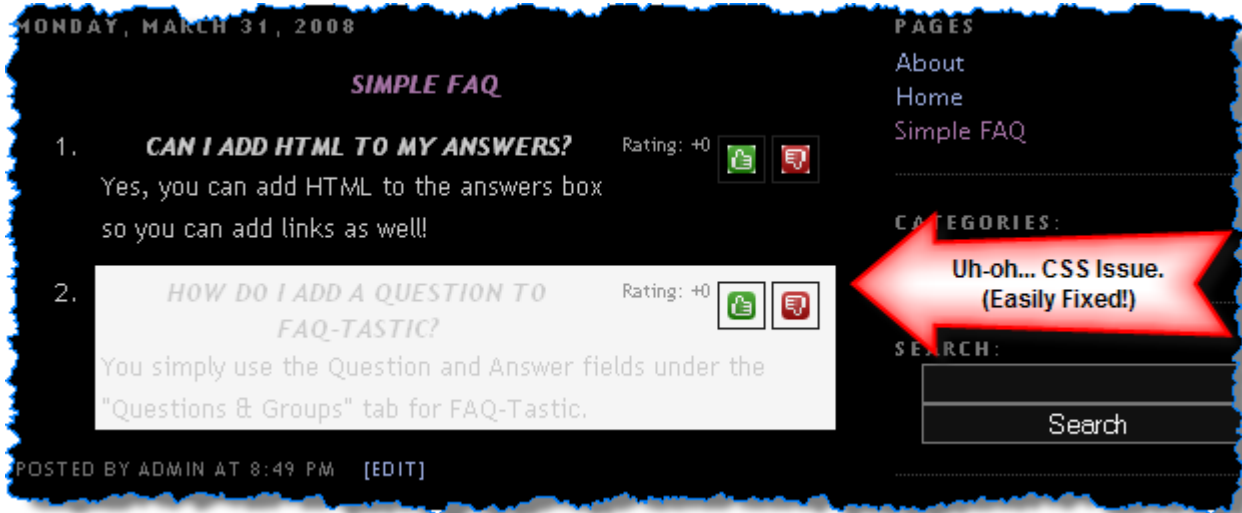 MONDAY, MARCH 31, 2008
SIMPLE FAQ
1. CAN I ADD HTML TO MY ANSWERS?
Rating: +0
Yes, you can add HTML to the answers box
so you can add links as well!
2. HOW DO I ADD A QUESTION TO
FAQ-TASTIC?
Rating: +0
You simply use the Question and Answer fields under the
"Questions & Groups" tab for FAQ-Tastic.
POSTED BY ADMIN AT 8:49 PM [EDIT]
PAGES
About
Home
Simple FAQ
CATEGORIES:
Uh-oh... CSS Issue.
(Easily Fixed!)
SEARCH:
Search